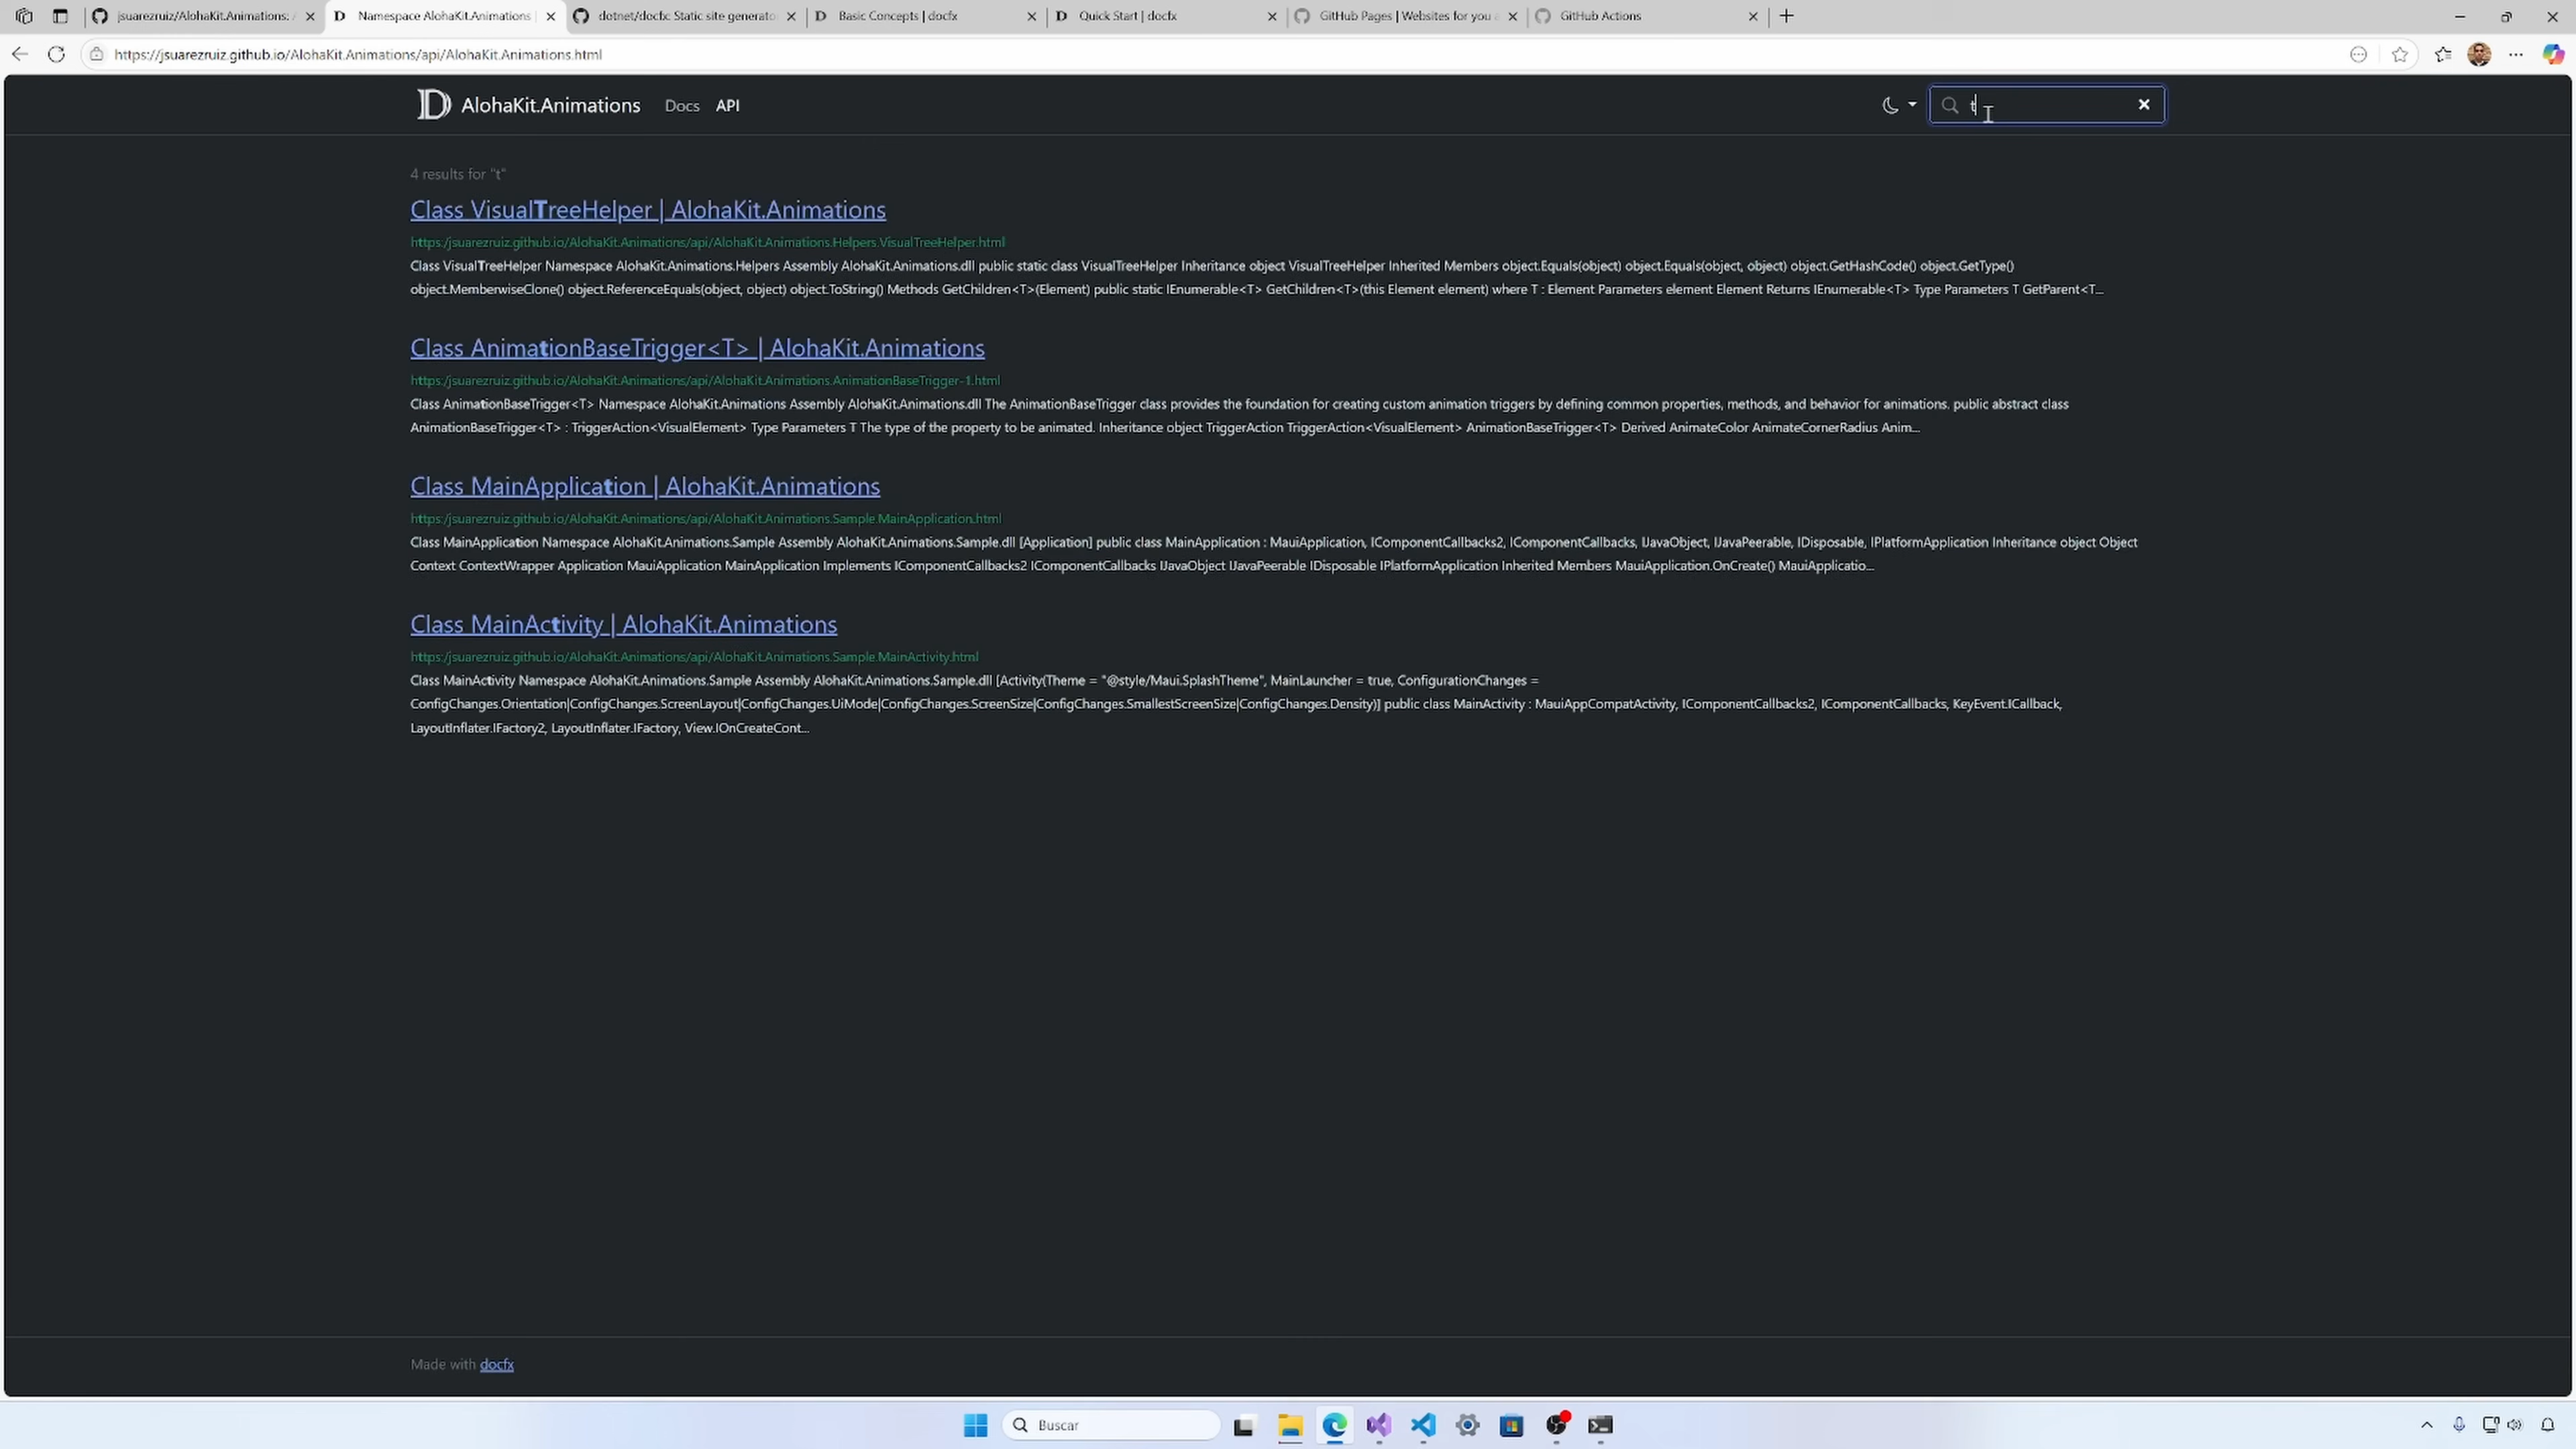 jsuarezruiz/AlohaKit.Animations:
Namespace AlohaKit.Animations
dotnet/docfx: Static site generato
Basic Concepts | docfx
Quick Start | docfx
GitHub Pages | Websites for you a
GitHub Actions
https://jsuarezruiz.github.io/AlohaKit.Animations/api/AlohaKit.Animations.html
AlohaKit.Animations
Docs
API
t
4 results for "t"
Class VisualTreeHelper | AlohaKit.Animations
https:/jsuarezruiz.github.io/AlohaKit.Animations/api/AlohaKit.Animations.Helpers.VisualTreeHelper.html
Class VisualTreeHelper Namespace AlohaKit.Animations.Helpers Assembly AlohaKit.Animations.dll public static class VisualTreeHelper Inheritance object VisualTreeHelper Inherited Members object.Equals(object) object.Equals(object, object) object.GetHashCode() object.GetType()
object.MemberwiseClone() object.ReferenceEquals(object, object) object.ToString() Methods GetChildren<T>(Element) public static IEnumerable<T> GetChildren<T>(this Element element) where T : Element Parameters element Element Returns IEnumerable<T> Type Parameters T GetParent<T...
Class AnimationBaseTrigger<T> | AlohaKit.Animations
https:/jsuarezruiz.github.io/AlohaKit.Animations/api/AlohaKit.Animations.AnimationBaseTrigger-1.html
Class AnimationBaseTrigger<T> Namespace AlohaKit.Animations Assembly AlohaKit.Animations.dll The AnimationBaseTrigger class provides the foundation for creating custom animation triggers by defining common properties, methods, and behavior for animations. public abstract class
AnimationBaseTrigger<T> : TriggerAction<VisualElement> Type Parameters T The type of the property to be animated. Inheritance object TriggerAction TriggerAction<VisualElement> AnimationBaseTrigger<T> Derived AnimateColor AnimateCornerRadius Anim...
Class MainApplication | AlohaKit.Animations
https:/jsuarezruiz.github.io/AlohaKit.Animations/api/AlohaKit.Animations.Sample.MainApplication.html
Class MainApplication Namespace AlohaKit.Animations.Sample Assembly AlohaKit.Animations.Sample.dll [Application] public class MainApplication : MauiApplication, IComponentCallbacks2, IComponentCallbacks, IJavaObject, IJavaPeerable, IDisposable, IPlatformApplication Inheritance object Object
Context ContextWrapper Application MauiApplication MainApplication Implements IComponentCallbacks2 IComponentCallbacks IJavaObject IJavaPeerable IDisposable IPlatformApplication Inherited Members MauiApplication.OnCreate() MauiApplicatio...
Class MainActivity | AlohaKit.Animations
https:/jsuarezruiz.github.io/AlohaKit.Animations/api/AlohaKit.Animations.Sample.MainActivity.html
Class MainActivity Namespace AlohaKit.Animations.Sample Assembly AlohaKit.Animations.Sample.dll [Activity(Theme = "@style/Maui.SplashTheme", MainLauncher = true, ConfigurationChanges =
ConfigChanges.Orientation|ConfigChanges.ScreenLayout|ConfigChanges.UiMode|ConfigChanges.ScreenSize|ConfigChanges.SmallestScreenSize|ConfigChanges.Density)] public class MainActivity : MauiAppCompatActivity, IComponentCallbacks2, IComponentCallbacks, KeyEvent.ICallback,
LayoutInflater.IFactory2, LayoutInflater.IFactory, View.IOnCreateCont...
Made with docfx
Buscar